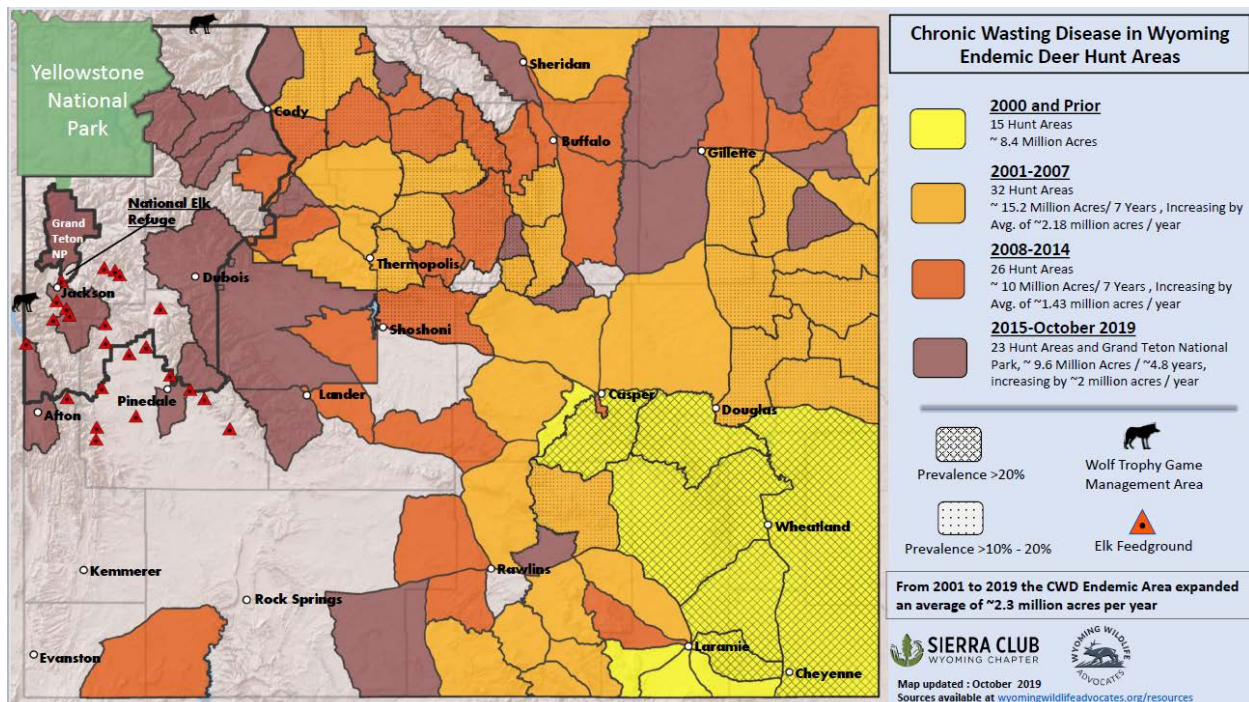 Chronic Wasting Disease in Wyoming
Endemic Deer Hunt Areas
2000 and Prior
15 Hunt Areas
~ 8.4 Million Acres
2001-2007
32 Hunt Areas
~ 15.2 Million Acres/ 7 Years , Increasing by
Avg. of ~2.18 million acres / year
2008-2014
26 Hunt Areas
~ 10 Million Acres/ 7 Years , Increasing by
Avg. of ~1.43 million acres / year
2015-October 2019
23 Hunt Areas and Grand Teton National
Park, ~ 9.6 Million Acres / ~4.8 years,
increasing by ~2 million acres / year
Prevalence >20%
Wolf Trophy Game
Management Area
Prevalence >10% - 20%
Elk Feedground
From 2001 to 2019 the CWD Endemic Area expanded
an average of ~2.3 million acres per year
SIERRA CLUB
WYOMING CHAPTER
WYOMING WILDLIFE
ADVOCATES
Map updated : October 2019
Sources available at wyomingwildlifeadvocates.org/resources
Yellowstone
National
Park
Cody
Sheridan
Buffalo
Gillette
National Elk
Refuge
Grand
Teton
NP
Jackson
Dubois
Thermopolis
Shoshoni
Lander
Pinedale
Afton
Casper
Douglas
Wheatland
Rawlins
Kemmerer
Rock Springs
Evanston
Laramie
Cheyenne